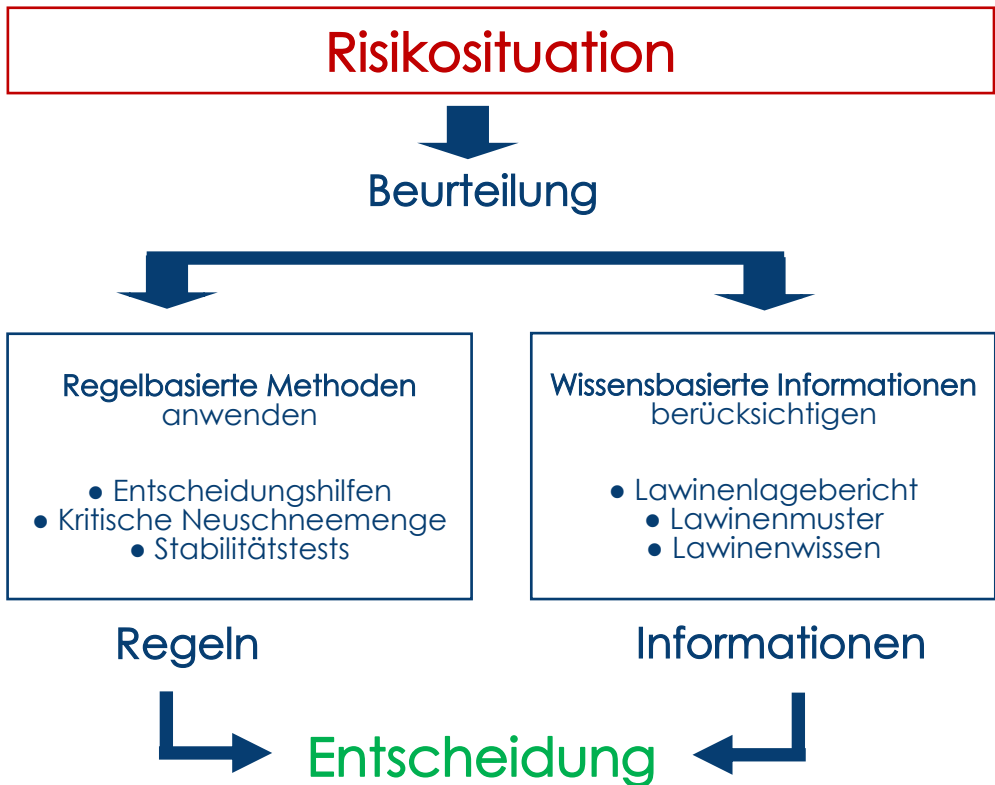 Risikosituation
Beurteilung
Regelbasierte Methoden
anwenden
● Entscheidungshilfen
● Kritische Neuschneemenge
● Stabilitätstests
Wissensbasierte Informationen
berücksichtigen
● Lawinenlagebericht
● Lawinenmuster
● Lawinenwissen
Regeln
Informationen
Entscheidung